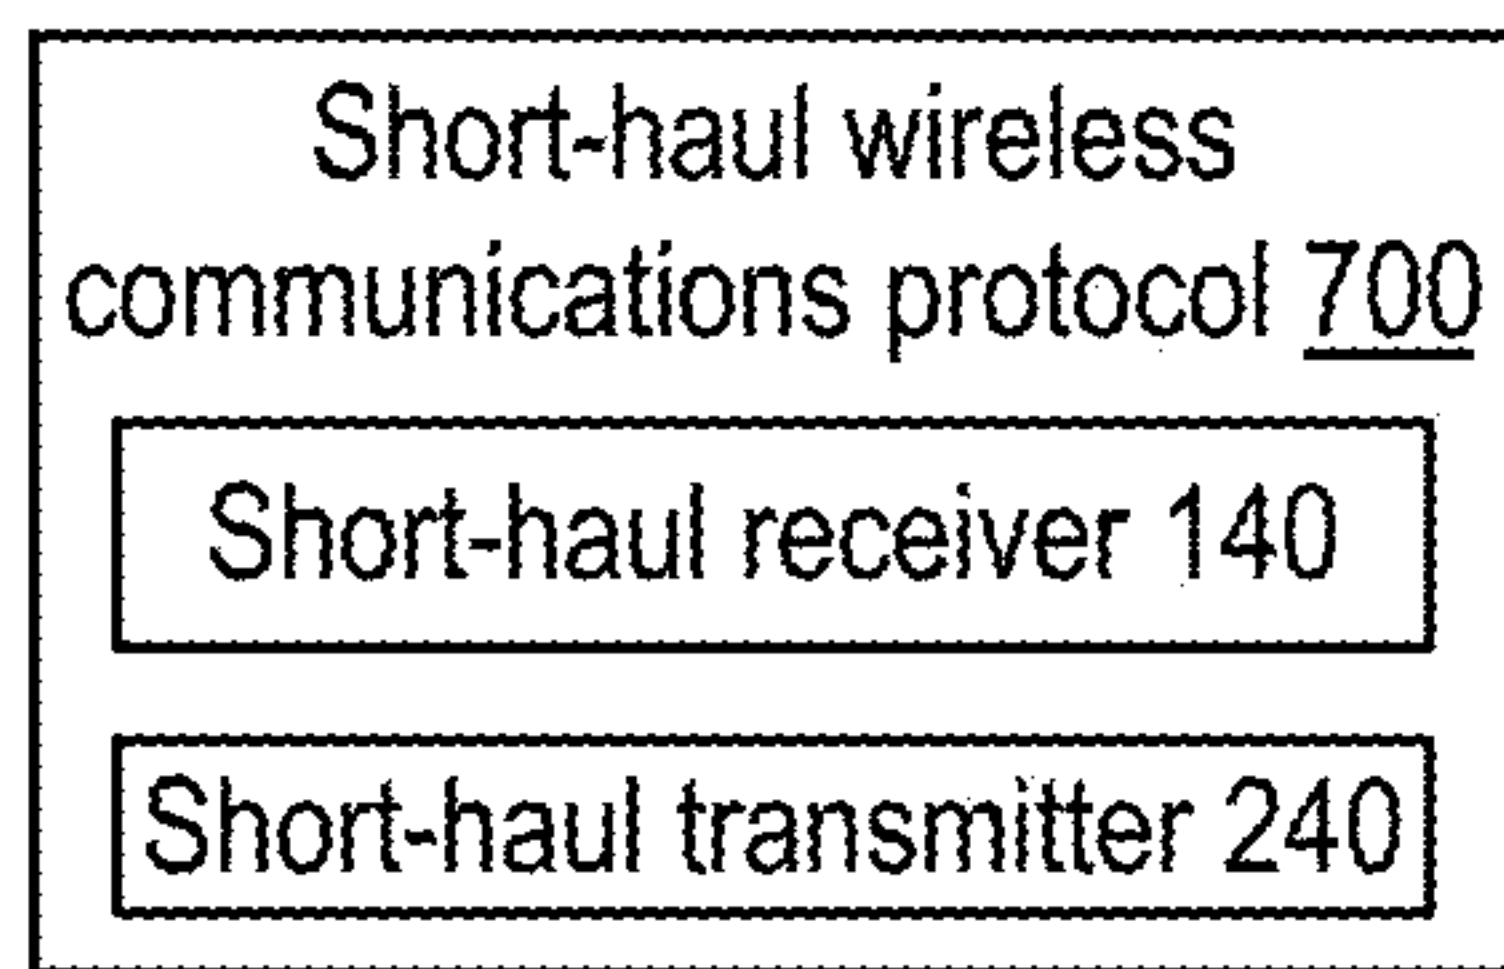 Short-haul wireless
communications protocol 700
Short-haul receiver 140
Short-haul transmitter 240